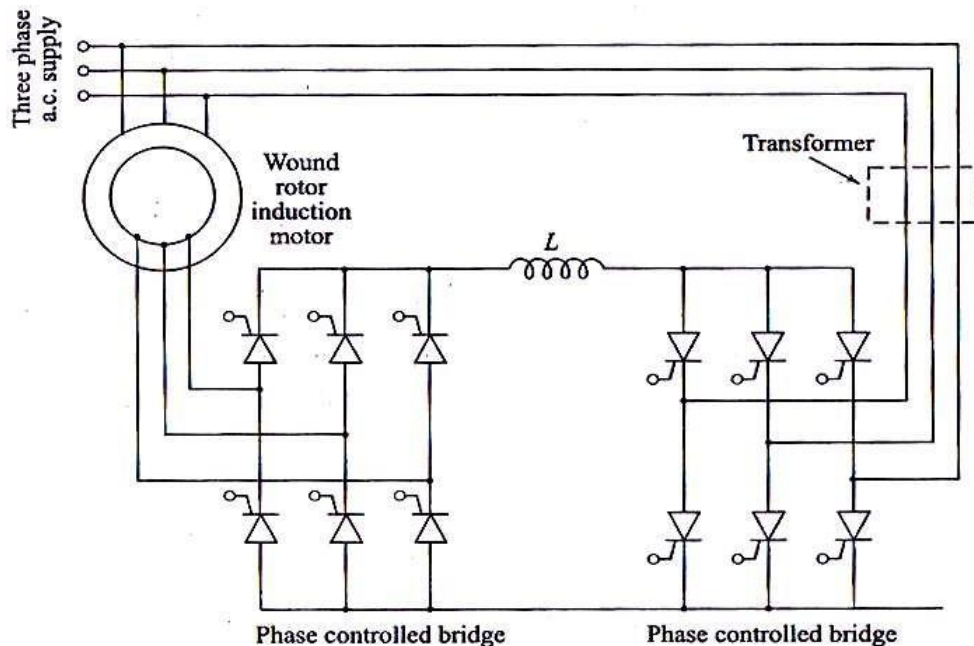 Three phase
a.c. supply
Wound
rotor
induction
motor
Transformer
L
Phase controlled bridge
Phase controlled bridge